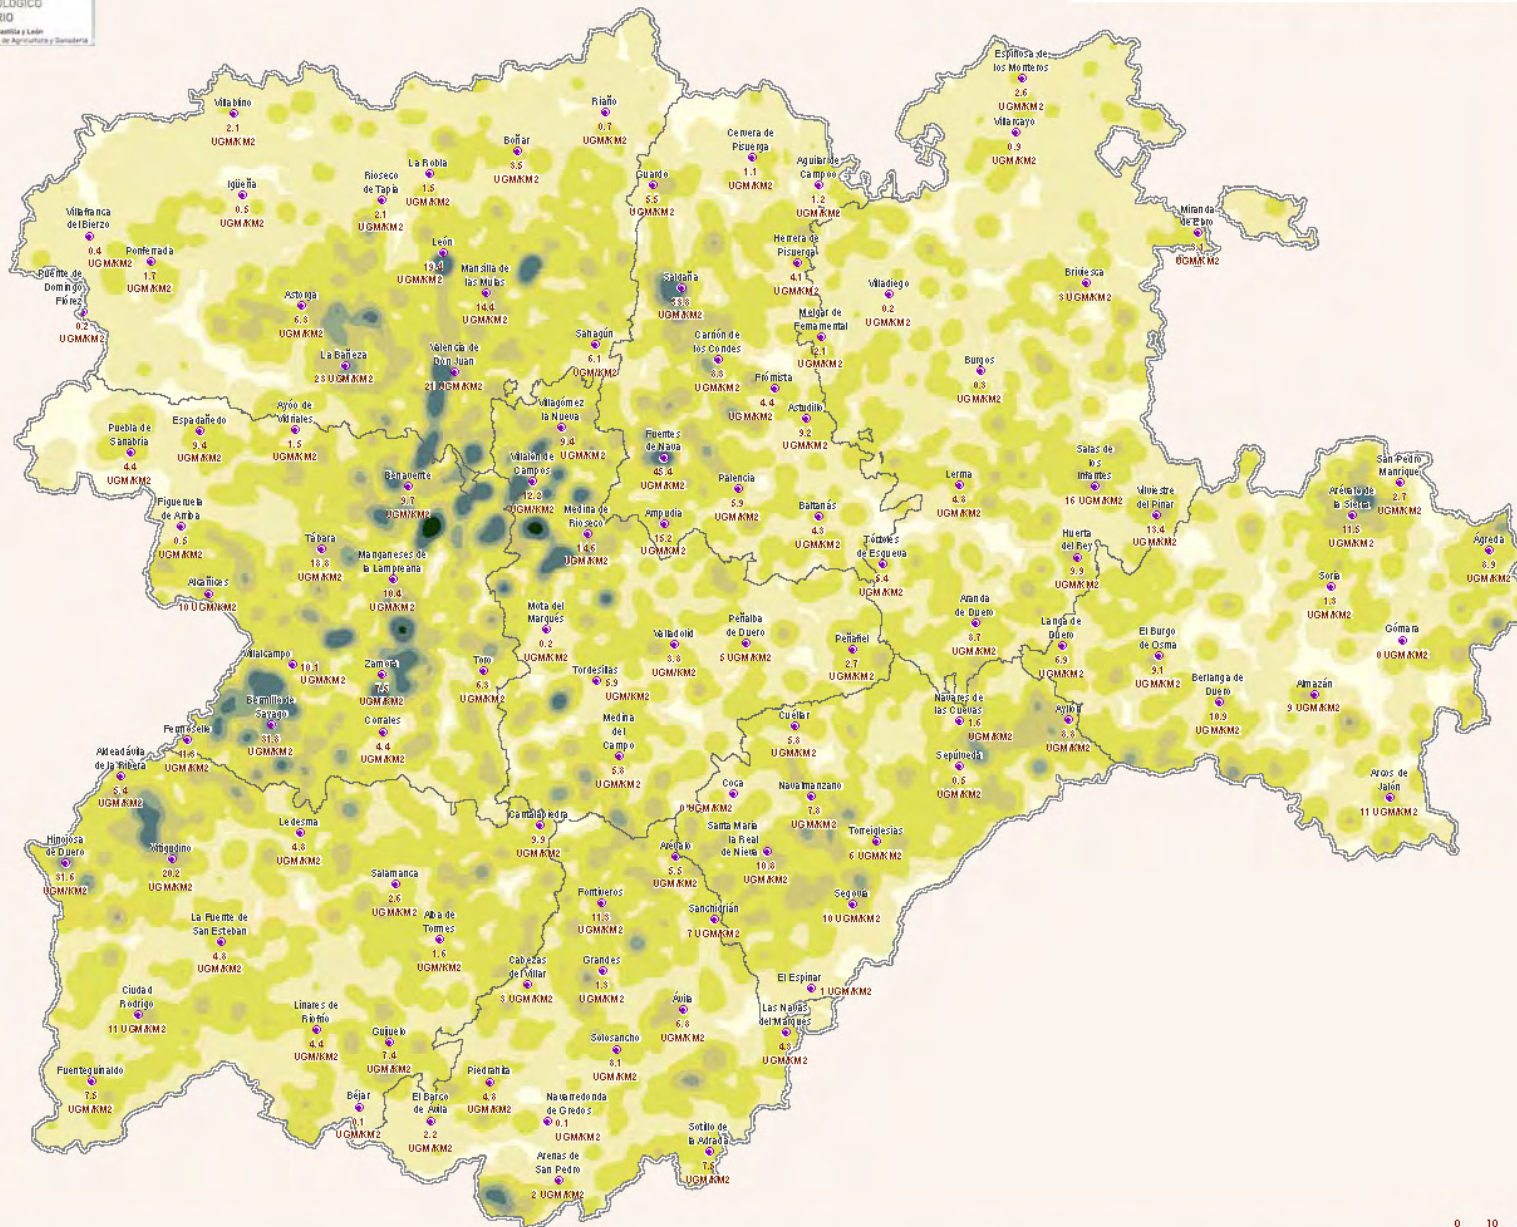 Espinosa de
los Monteros
2.6
UGM/KM2
Villarcayo
0.9
UGM/KM2
Villablino
2.1
UGM/KM2
Riaño
0.7
UGM/KM2
Boñar
UGM/KM2
Cervera de
Pisuerga
1.1
UGM/KM2
Aguilar de
Campoo
1.2
UGM/KM2
La Robla
1.5
UGM/KM2
Rioseco
de Tapia
2.1
UGM/KM2
Guardo
5.5
UGM/KM2
Igüeña
0.5
UGM/KM2
Villafranca
del Bierzo
0.4
UGM/KM2
Ponferrada
1.7
UGM/KM2
Miranda
de Ebro
UGM/KM2
León
UGM/KM2
Mansilla de
las Mulas
14.4
UGM/KM2
Herrera de
Pisuerga
4.1
UGM/KM2
Puente de
Domingo
Flórez
0.2
UGM/KM2
Saldaña
UGM/KM2
Villadiego
0.2
UGM/KM2
Briviesca
3 UGM/KM2
Astorga
6.8
UGM/KM2
Melgar de
Fernamental
2.1
UGM/KM2
Sahagún
6.1
UGM/KM2
La Bañeza
23 UGM/KM2
Valencia de
Don Juan
21 UGM/KM2
Carrión de
los Condes
8.8
UGM/KM2
Burgos
UGM/KM2
Frómista
4.4
UGM/KM2
Villagómez
la Nueva
9.4
UGM/KM2
Astudillo
9.2
UGM/KM2
Puebla de
Sanabria
4.4
UGM/KM2
Espadañedo
9.4
UGM/KM2
Ayóo de
Vidriales
1.5
UGM/KM2
Fuentes
de Nava
45.4
UGM/KM2
Villalón de
Campos
UGM/KM2
Benavente
9.7
UGM/KM2
Palencia
5.9
UGM/KM2
Lerma
4.8
UGM/KM2
Salas de
los
Infantes
16 UGM/KM2
San Pedro
Manrique
2.7
UGM/KM2
Arévalo de
la Sierra
11.5
UGM/KM2
Vilviestre
del Pinar
13.4
UGM/KM2
Figueruela
de Arriba
0.5
UGM/KM2
Medina de
Rioseco
14.6
UGM/KM2
Ampudia
15.2
UGM/KM2
Baltanás
4.3
UGM/KM2
Tábara
18.8
UGM/KM2
Manganeses de
la Lampreana
10.4
UGM/KM2
Tórtoles
de Esgueva
5.4
UGM/KM2
Huerta
del Rey
9.9
UGM/KM2
Ágreda
8.9
UGM/KM2
Alcañices
10 UGM/KM2
Soria
UGM/KM2
Mota del
Marqués
0.2
UGM/KM2
Valladolid
UGM/KM2
Peñalba
de Duero
5 UGM/KM2
Peñafiel
2.7
UGM/KM2
Aranda
de Duero
8.7
UGM/KM2
Langa de
Duero
6.9
UGM/KM2
El Burgo
de Osma
9.1
UGM/KM2
Gómara
0 UGM/KM2
Villalcampo
10.1
UGM/KM2
Zamora
7.5
UGM/KM2
Toro
UGM/KM2
Tordesillas
5.9
UGM/KM2
Berlanga de
Duero
10.9
UGM/KM2
Almazán
9 UGM/KM2
Bermillo de
Sayago
31.8
UGM/KM2
Fermoselle
UGM/KM2
Corrales
4.4
UGM/KM2
Medina
del
Campo
5.8
UGM/KM2
Cuéllar
5.8
UGM/KM2
Navares de
las Cuevas
1.6
UGM/KM2
Ayllón
8.8
UGM/KM2
Aldeadávila
de la Ribera
5.4
UGM/KM2
Sepúlveda
0.5
UGM/KM2
Arcos de
Jalón
11 UGM/KM2
Coca
0 UGM/KM2
Navalmanzano
7.8
UGM/KM2
Ledesma
4.8
UGM/KM2
Cantalapiedra
9.9
UGM/KM2
Santa María
la Real
de Nieva
10.8
UGM/KM2
Torreiglesias
6 UGM/KM2
Hinojosa
de Duero
31.6
UGM/KM2
Vitigudino
20.2
UGM/KM2
Arévalo
5.5
UGM/KM2
Salamanca
2.6
UGM/KM2
Fontiveros
11.3
UGM/KM2
Segovia
10 UGM/KM2
Sanchidrián
7 UGM/KM2
La Fuente de
San Esteban
4.8
UGM/KM2
Alba de
Tormes
1.6
UGM/KM2
Cabezas
del Villar
3 UGM/KM2
Grandes
UGM/KM2
El Espinar
1 UGM/KM2
Ciudad
Rodrigo
11 UGM/KM2
Linares de
Riofrío
4.4
UGM/KM2
Ávila
6.8
UGM/KM2
Las Navas
del Marqués
UGM/KM2
Guijuelo
7.4
UGM/KM2
Solosancho
8.1
UGM/KM2
Fuenteguinaldo
7.5
UGM/KM2
Piedrahíta
4.8
UGM/KM2
Béjar
0.1
UGM/KM2
El Barco
de Ávila
2.2
UGM/KM2
Navarredonda
de Gredos
0.1
UGM/KM2
Sotillo de
la Adrada
7.5
UGM/KM2
Arenas de
San Pedro
2 UGM/KM2
0 10